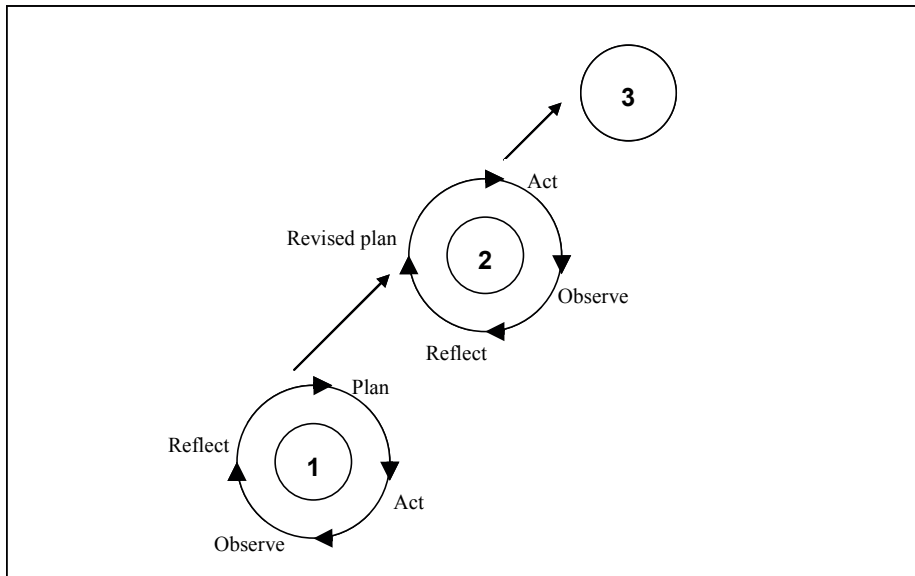 3
Act
Revised plan
2
Observe
Reflect
Plan
Reflect
1
Act
Observe